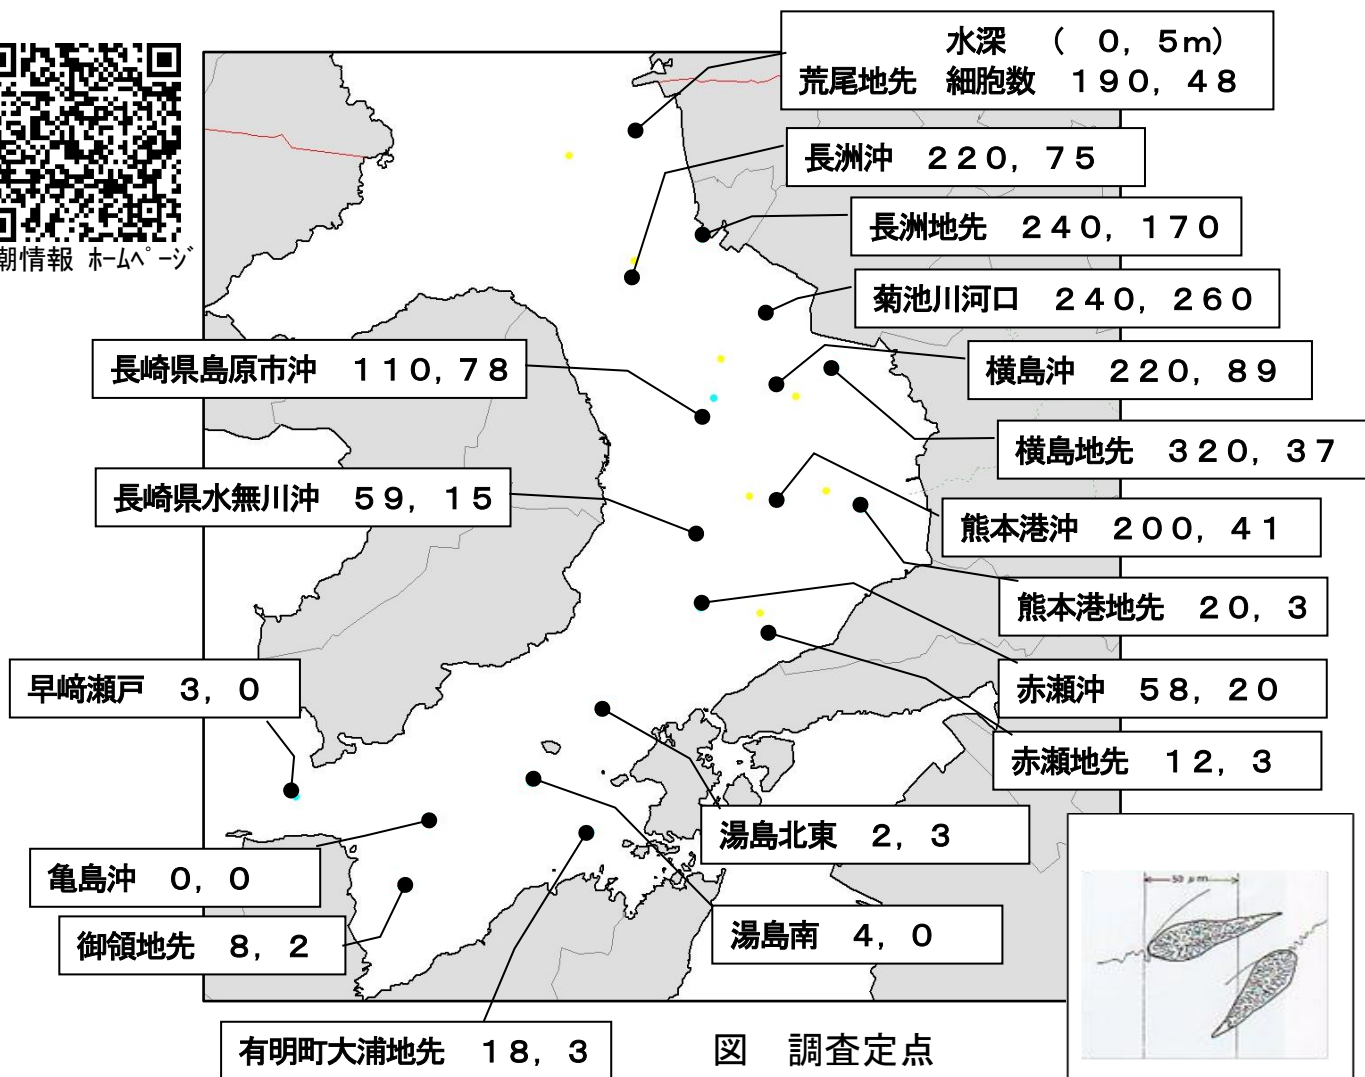 水深 ( 0, 5m)
荒尾地先 細胞数 190, 48
長洲沖 220, 75
長洲地先 240, 170
潮情報 ホームページ
菊池川河口 240, 260
長崎県島原市沖 110,78
横島沖 220, 89
横島地先 320, 37
長崎県水無川沖 59, 15
熊本港沖 200, 41
熊本港地先 20, 3
早﨑瀬戸 3, 0
赤瀬沖 58, 20
赤瀬地先 12, 3
湯島北東 2, 3
亀島沖 0, 0
50 μm
御領地先 8, 2
湯島南 4, 0
有明町大浦地先 18, 3
図 調査定点